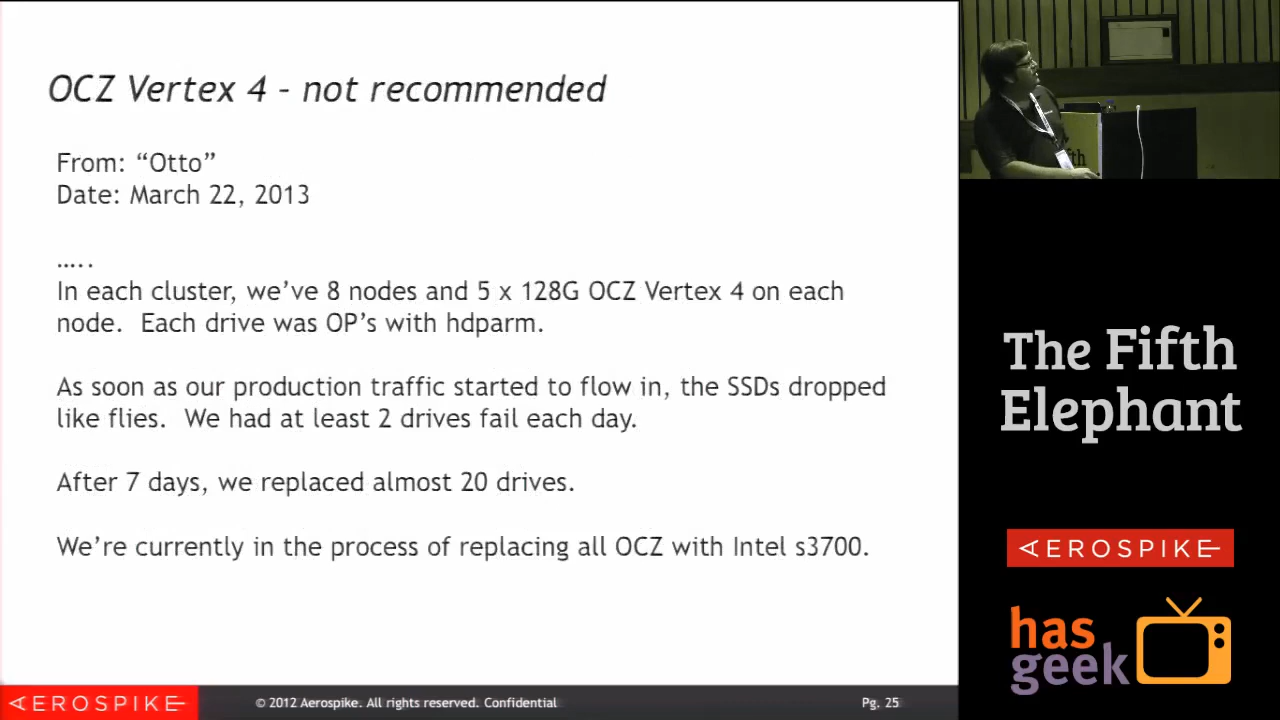 OCZ Vertex 4 - not recommended
From: “Otto”
Date: March 22, 2013
…..
In each cluster, we’ve 8 nodes and 5 x 128G OCZ Vertex 4 on each
node.  Each drive was OP’s with hdparm.
As soon as our production traffic started to flow in, the SSDs dropped
like flies.  We had at least 2 drives fail each day.
After 7 days, we replaced almost 20 drives.
We’re currently in the process of replacing all OCZ with Intel s3700.
AEROSPIKE
© 2012 Aerospike. All rights reserved. Confidential
Pg. 25
The Fifth
Elephant
AEROSPIKE
has
geek